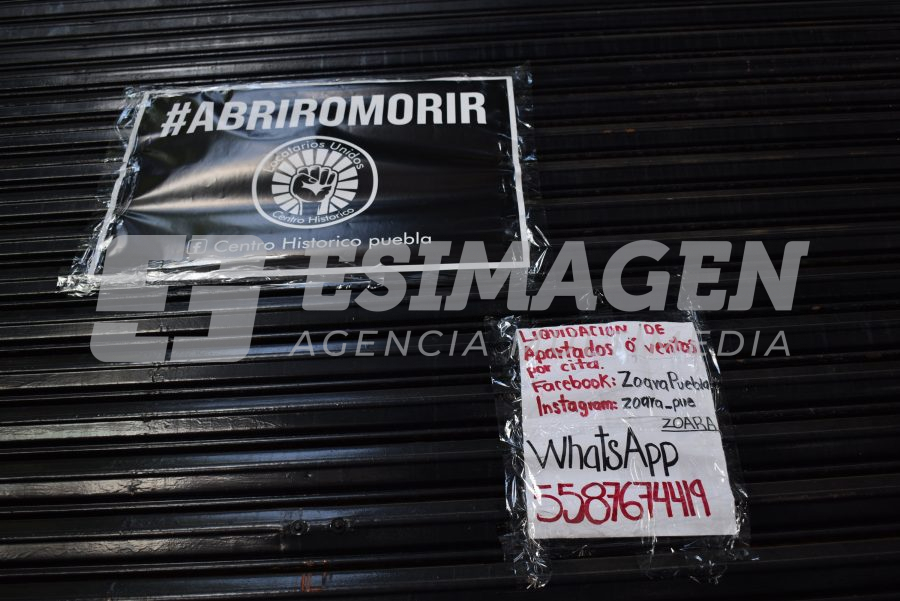 #ABRIROMORIR
Locatarios Unidos
Centro Historico
Centro Historico puebla
ESIMAGEN
AGENCIA
DIA
LIQUIDACION DE
Apartados ó ventas
por cita.
Facebook: ZoaraPuebla
Instagram: zoara_pue
ZOARA
WhatsApp
5587674419